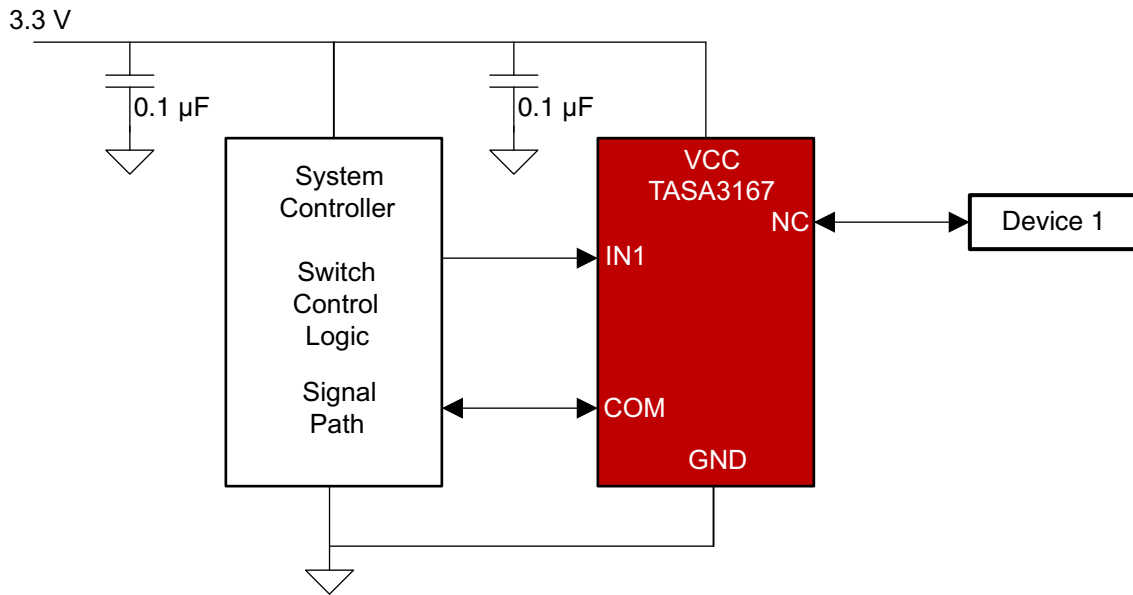 3.3 V
0.1 µF
0.1 µF
System
Controller
Switch
Control
Logic
Signal
Path
VCC
TASA3167
NC
IN1
COM
GND
Device 1